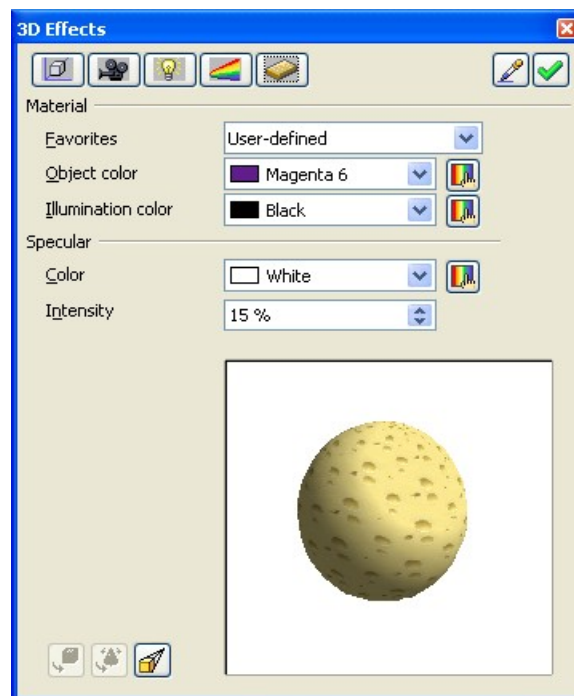 3D Effects
Material
Favorites User-defined
Object color Magenta 6
Illumination color Black
Specular
Color White
Intensity 15 %